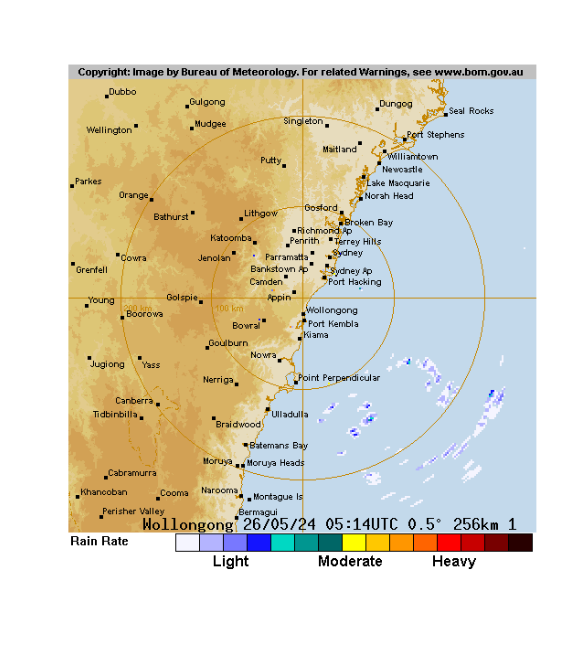 Copyright: Image by Bureau of Meteorology. For related Warnings, see www.bom.gov.au
Dubbo
Gulgong
Dungog
Seal Rocks
Wellington
Mudgee
Singleton
Port Stephens
Maitland
Williamtown
Putty
Newcastle
Parkes
Lake Macquarie
Orange
Norah Head
Bathurst
Lithgow
Gosford
Broken Bay
Richmond Ap
Katoomba
Penrith
Terrey Hills
Cowra
Jenolan
Parramatta
Sydney
Grenfell
Bankstown Ap
Sydney Ap
Camden
Port Hacking
Young
Golspie
Appin
200 km
100 km
Boorowa
Wollongong
Bowral
Port Kembla
Kiama
Goulburn
Jugiong
Yass
Nowra
Nerriga
Point Perpendicular
Canberra
Tidbinbilla
Ulladulla
Braidwood
Batemans Bay
Moruya
Moruya Heads
Cabramurra
Khancoban
Cooma
Narooma
Montague Is
Perisher Valley
Bermagui
Wollongong 26/05/24 05:14UTC 0.5° 256km 1
Rain Rate
Light
Moderate
Heavy